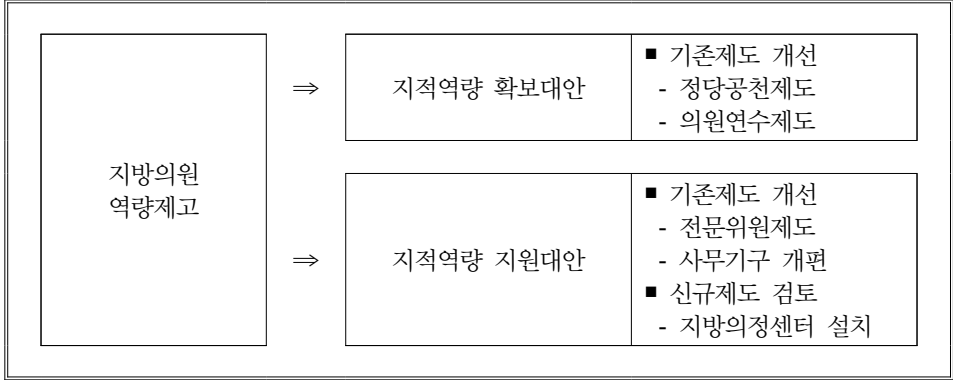 지방의원
역량제고
⇒
지적역량 확보대안
■ 기존제도 개선
- 정당공천제도
- 의원연수제도
⇒
지적역량 지원대안
■ 기존제도 개선
- 전문위원제도
- 사무기구 개편
■ 신규제도 검토
- 지방의정센터 설치